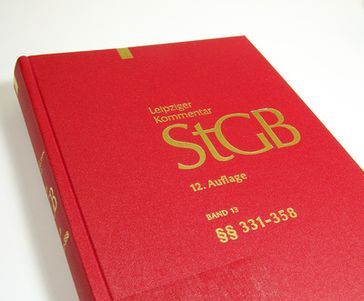 Leipziger
Kommentar
StGB
12. Auflage
BAND 13
§§ 331-358